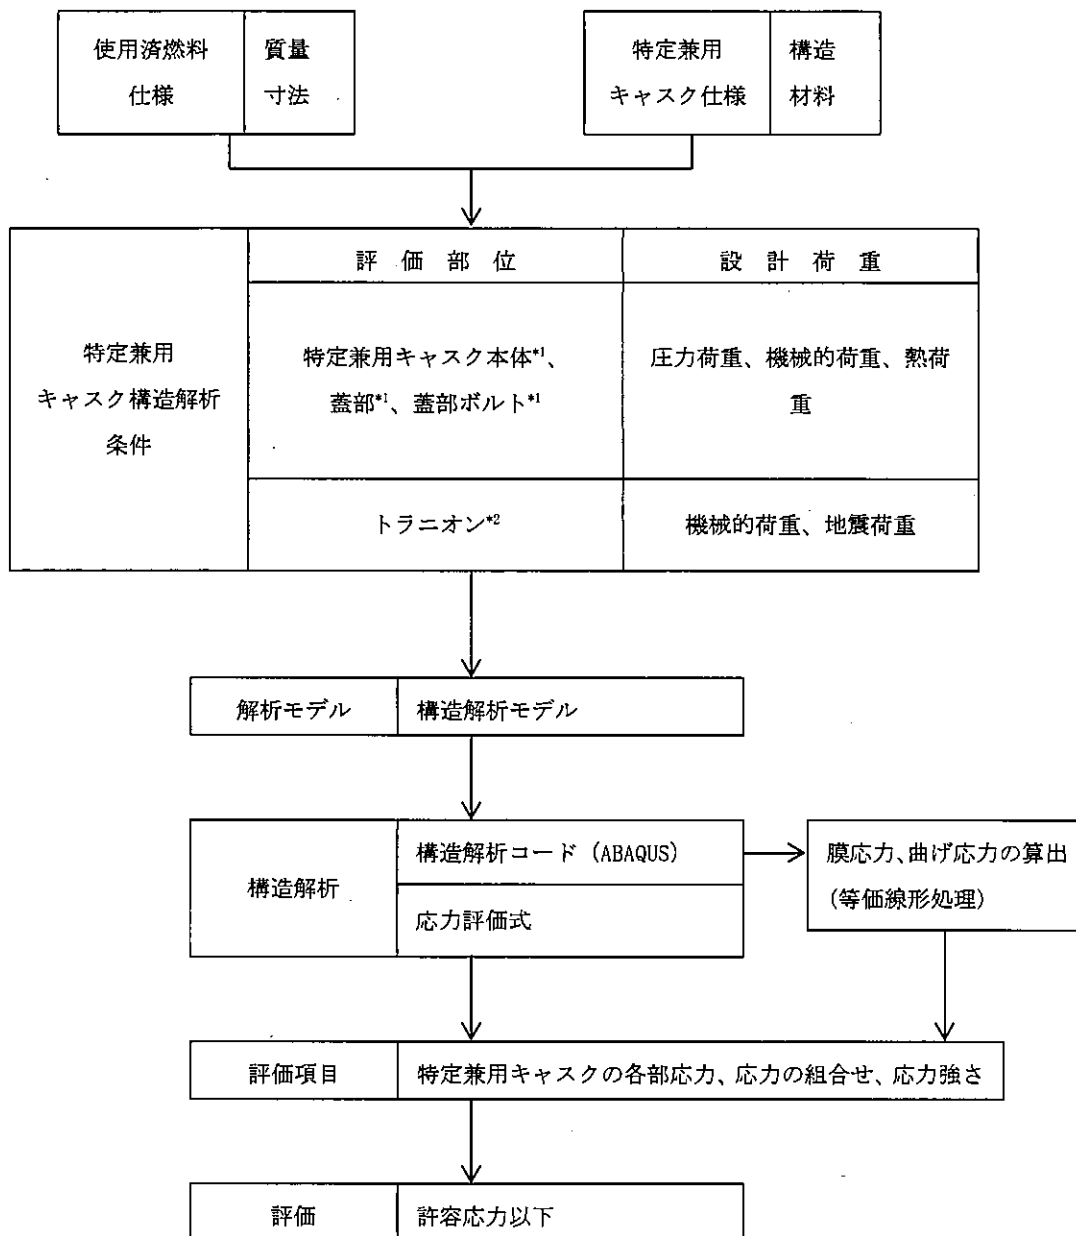 使用済燃料
仕様
質量
寸法
特定兼用
キャスク仕様
構造
材料
評 価 部 位
設 計 荷 重
特定兼用
キャスク構造解析
条件
特定兼用キャスク本体*1、
蓋部*1、蓋部ボルト*1
圧力荷重、機械的荷重、熱荷
重
トラニオン*2
機械的荷重、地震荷重
解析モデル
構造解析モデル
構造解析
構造解析コード (ABAQUS)
応力評価式
膜応力、曲げ応力の算出
(等価線形処理)
評価項目
特定兼用キャスクの各部応力、応力の組合せ、応力強さ
評価
許容応力以下